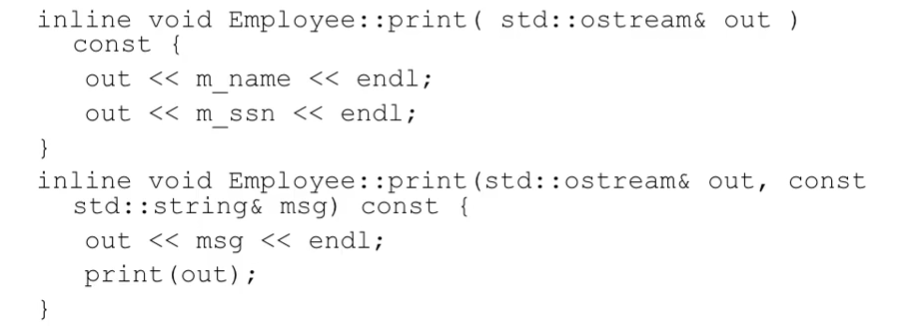 inline void Employee::print( std::ostream& out )
const {
out << m_name << endl;
out << m_ssn << endl;
}
inline void Employee::print(std::ostream& out, const
std::string& msg) const {
out << msg << endl;
print(out);
}